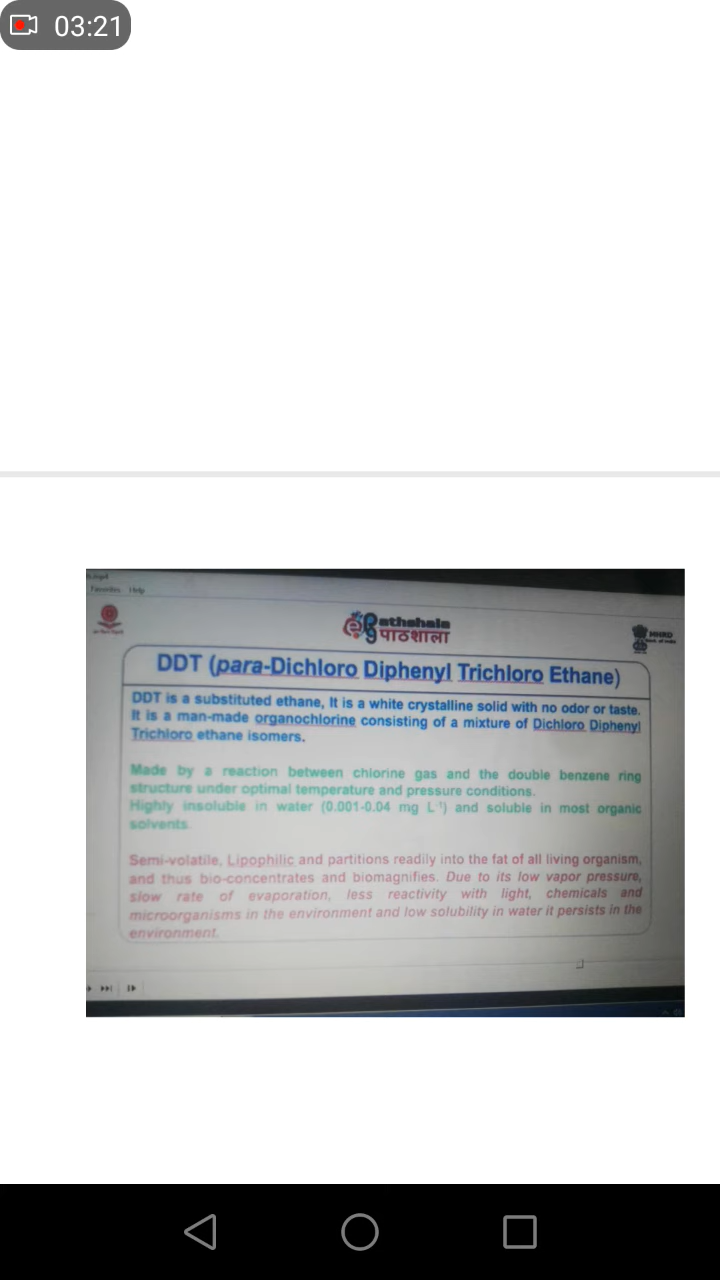 03:21
Favorites Help
ePathshala
पाठशाला
MHRD
DDT (para-Dichloro Diphenyl Trichloro Ethane)
DDT is a substituted ethane, It is a white crystalline solid with no odor or taste.
It is a man-made organochlorine consisting of a mixture of Dichloro Diphenyl
Trichloro ethane isomers.
Made by a reaction between chlorine gas and the double benzene ring
structure under optimal temperature and pressure conditions.
Highly insoluble in water (0.001-0.04 mg L⁻¹) and soluble in most organic
solvents.
Semi-volatile, Lipophilic and partitions readily into the fat of all living organism,
and thus bio-concentrates and biomagnifies. Due to its low vapor pressure,
slow rate of evaporation, less reactivity with light, chemicals and
microorganisms in the environment and low solubility in water it persists in the
environment.